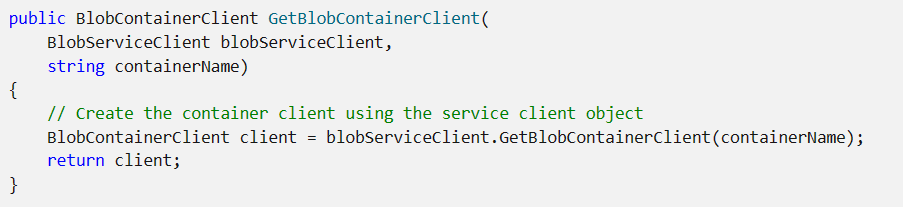 public BlobContainerClient GetBlobContainerClient(
    BlobServiceClient blobServiceClient,
    string containerName)
{
    // Create the container client using the service client object
    BlobContainerClient client = blobServiceClient.GetBlobContainerClient(containerName);
    return client;
}